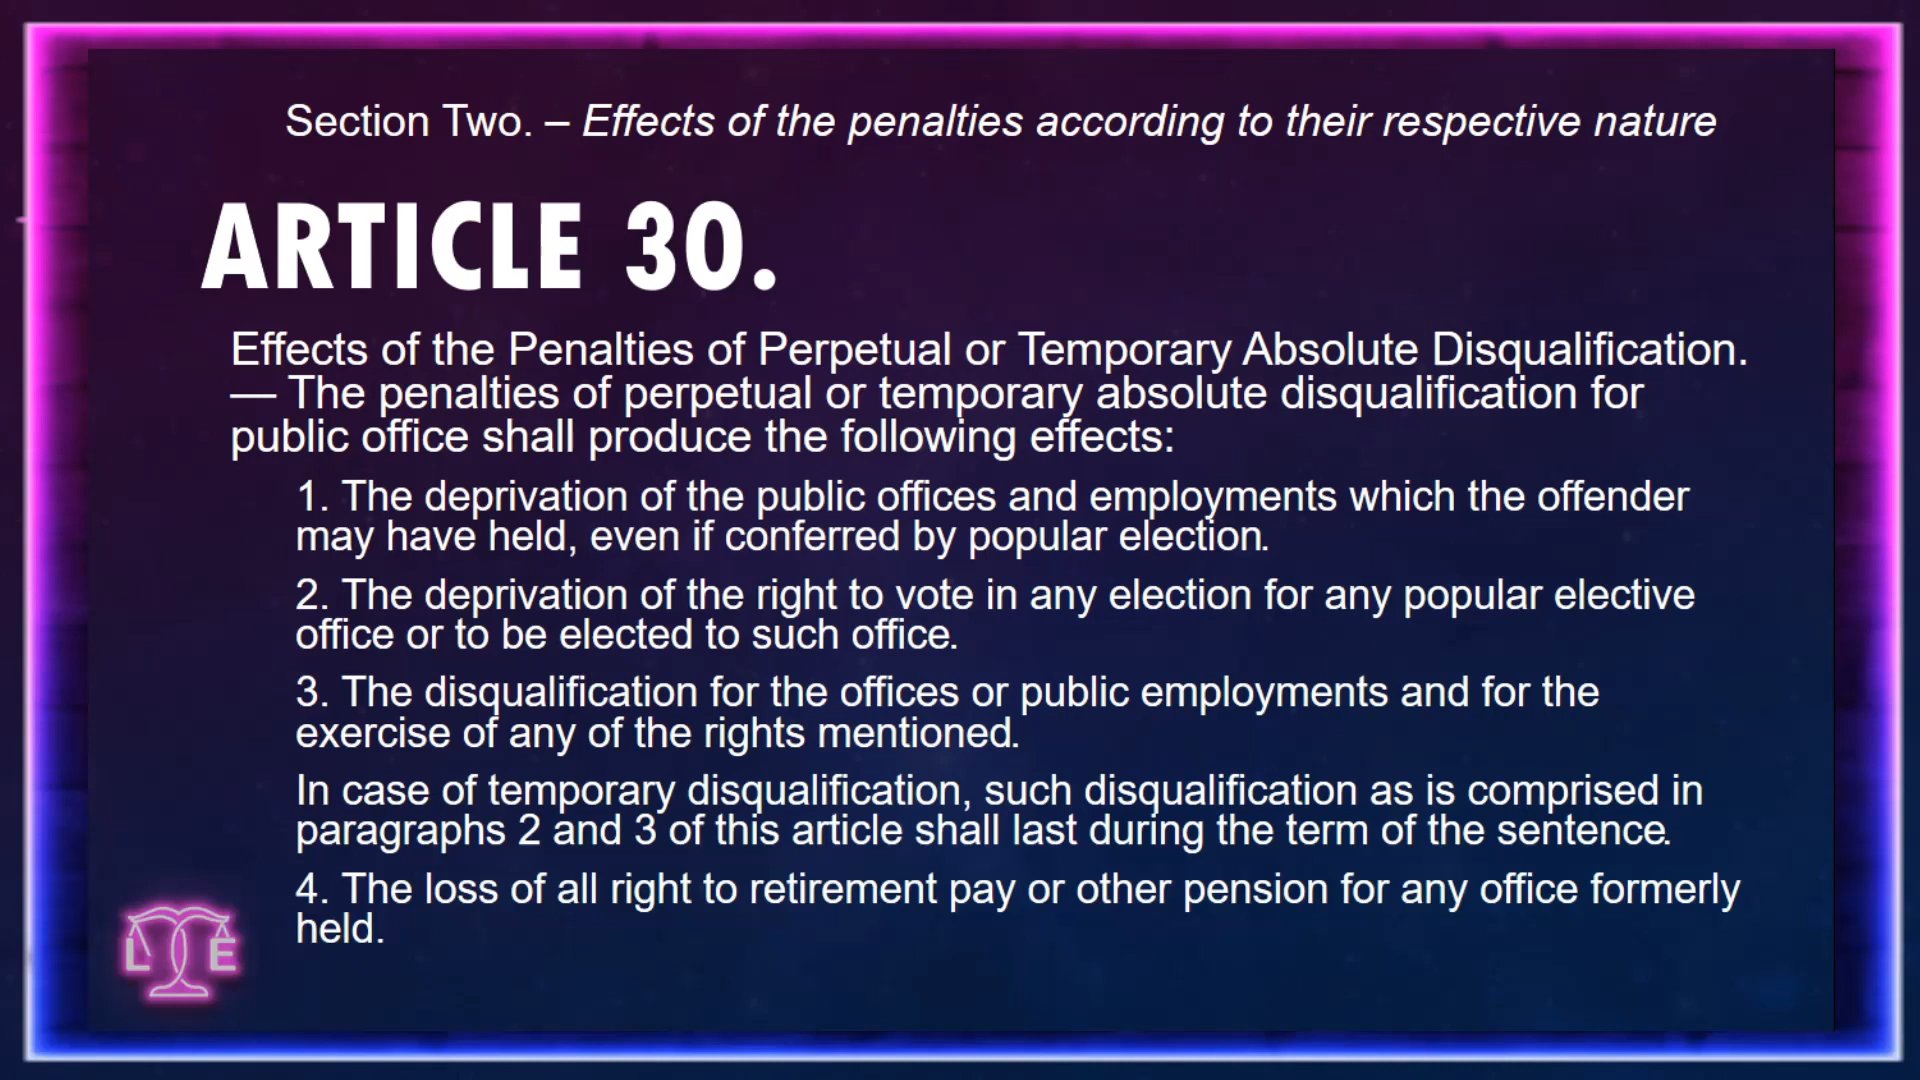 Section Two. – Effects of the penalties according to their respective nature
ARTICLE 30.
Effects of the Penalties of Perpetual or Temporary Absolute Disqualification.
— The penalties of perpetual or temporary absolute disqualification for
public office shall produce the following effects:
1. The deprivation of the public offices and employments which the offender
may have held, even if conferred by popular election.
2. The deprivation of the right to vote in any election for any popular elective
office or to be elected to such office.
3. The disqualification for the offices or public employments and for the
exercise of any of the rights mentioned.
In case of temporary disqualification, such disqualification as is comprised in
paragraphs 2 and 3 of this article shall last during the term of the sentence.
4. The loss of all right to retirement pay or other pension for any office formerly
held.
L E